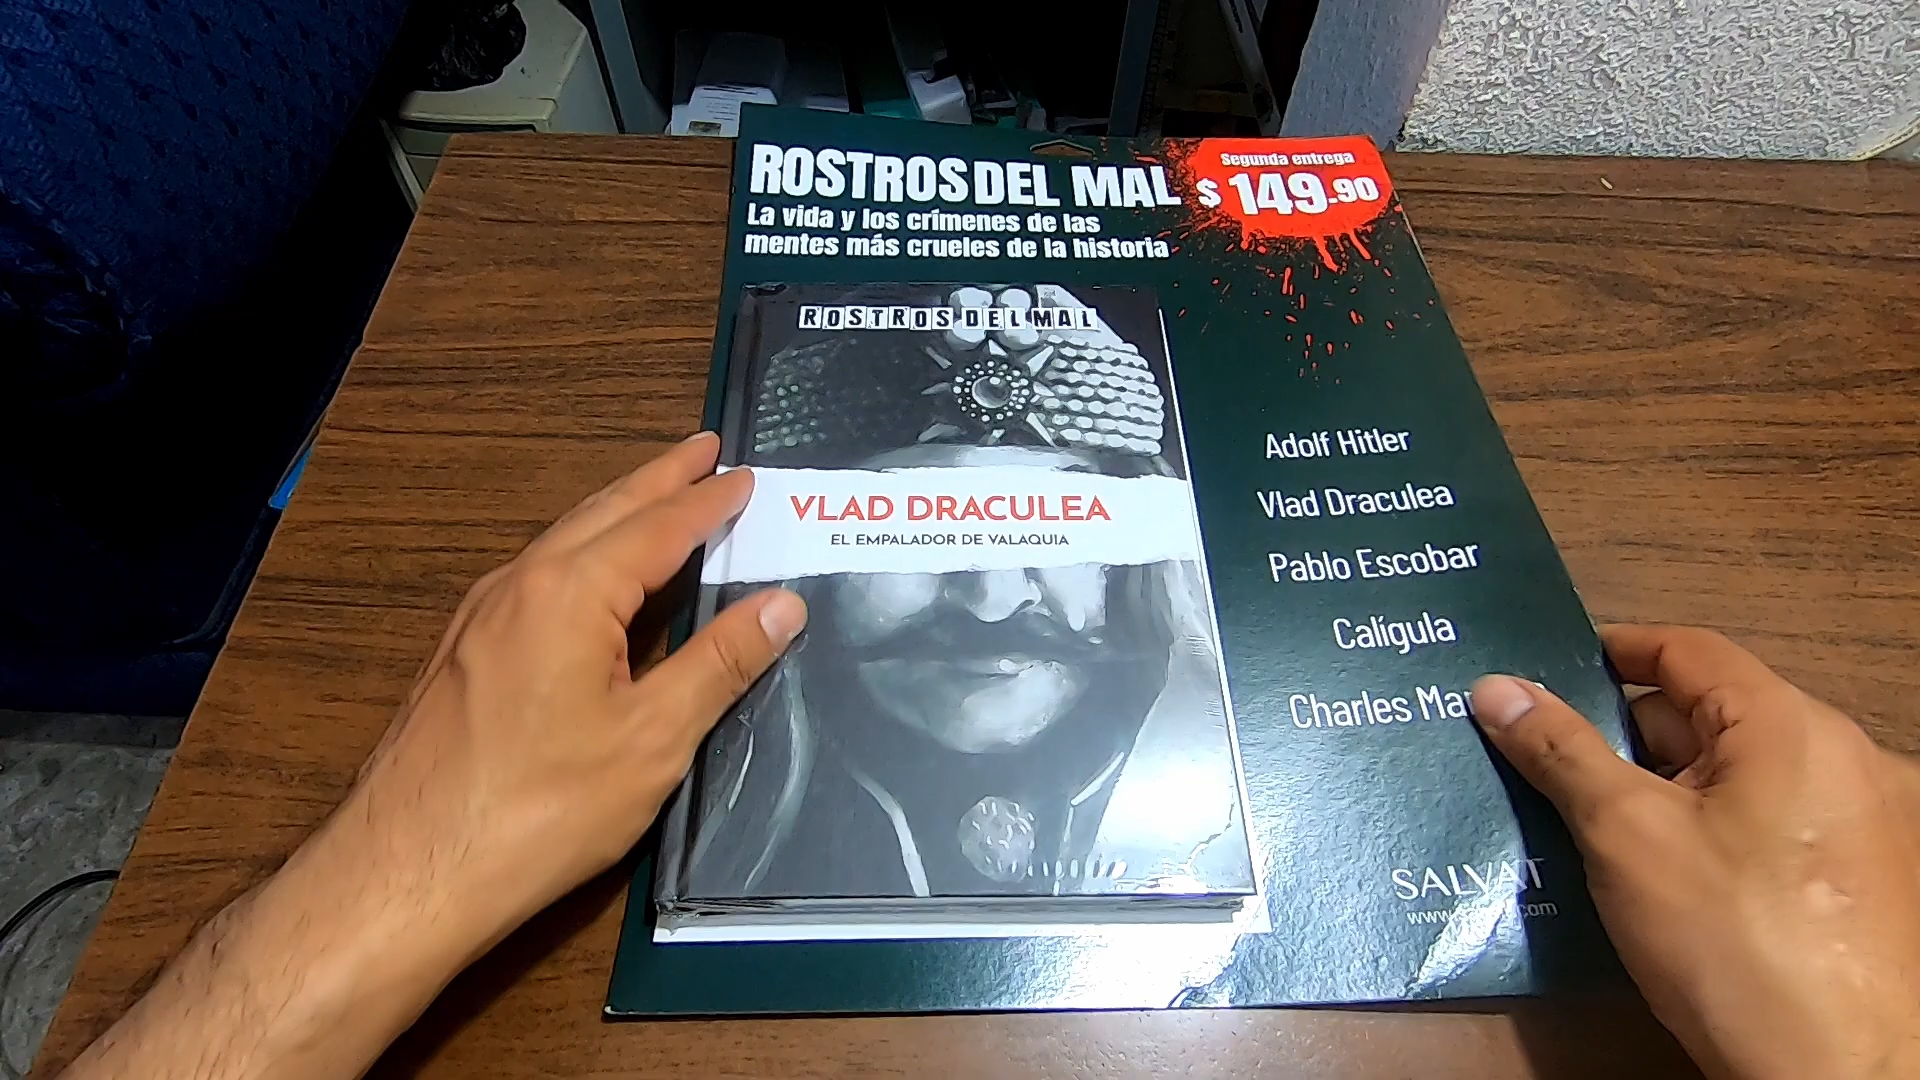 ROSTROS DEL MAL
La vida y los crímenes de las
mentes más crueles de la historia
Segunda entrega
$ 149.90
ROSTROS DEL MAL
VLAD DRACULEA
EL EMPALADOR DE VALAQUIA
Adolf Hitler
Vlad Draculea
Pablo Escobar
Calígula
Charles
SALVAT